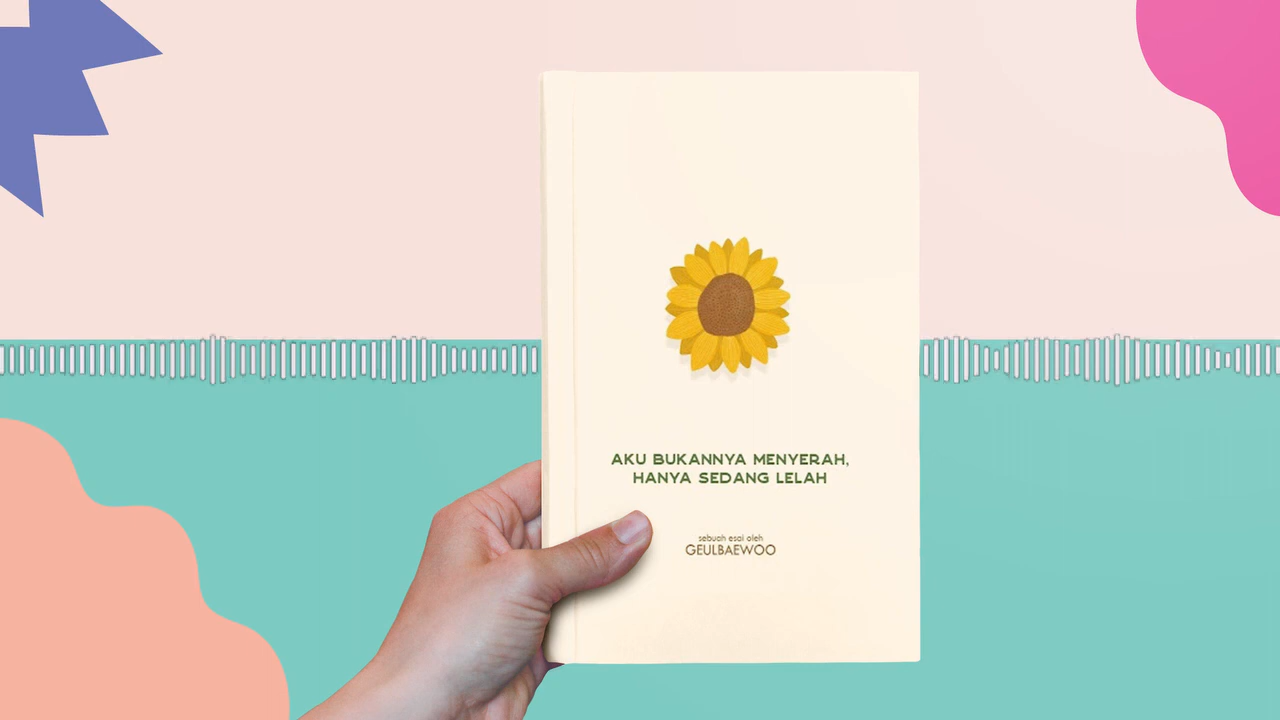 AKU BUKANNYA MENYERAH,
HANYA SEDANG LELAH
sebuah esai oleh
GEULBAEWOO